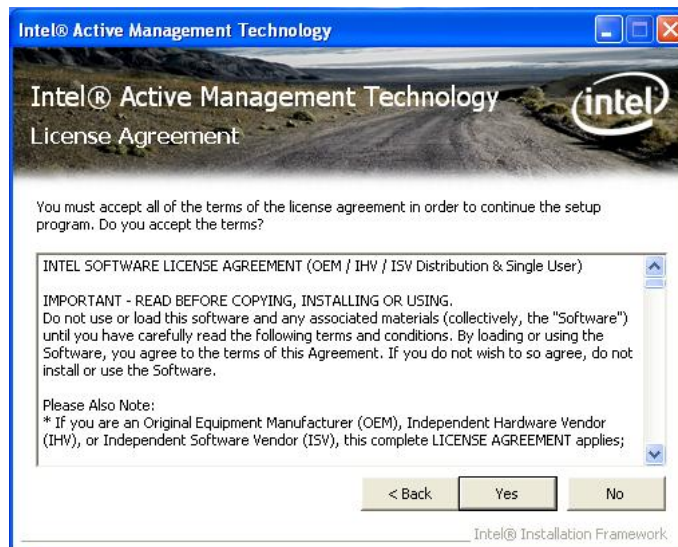 Intel® Active Management Technology
Intel® Active Management Technology
intel
License Agreement
You must accept all of the terms of the license agreement in order to continue the setup
program. Do you accept the terms?
INTEL SOFTWARE LICENSE AGREEMENT (OEM / IHV / ISV Distribution & Single User)
IMPORTANT - READ BEFORE COPYING, INSTALLING OR USING.
Do not use or load this software and any associated materials (collectively, the "Software")
until you have carefully read the following terms and conditions. By loading or using the
Software, you agree to the terms of this Agreement. If you do not wish to so agree, do not
install or use the Software.
Please Also Note:
* If you are an Original Equipment Manufacturer (OEM), Independent Hardware Vendor
(IHV), or Independent Software Vendor (ISV), this complete LICENSE AGREEMENT applies;
< Back
Yes
No
Intel® Installation Framework